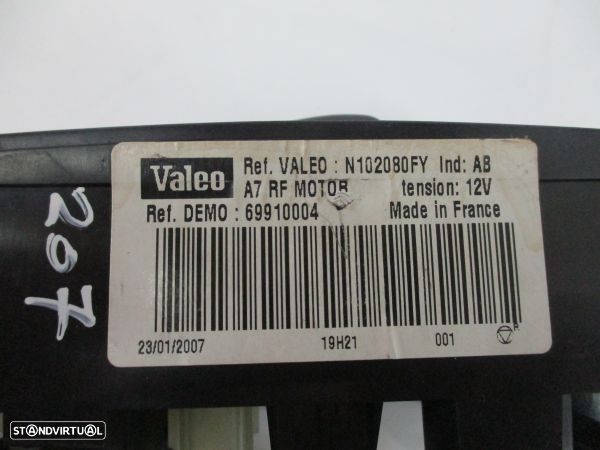 Valeo
Ref. VALEO : N102080FY Ind: AB
A7 RF MOTOR tension: 12V
Ref. DEMO : 69910004 Made in France
23/01/2007 19H21 001 R
207
STANDVIRTUAL